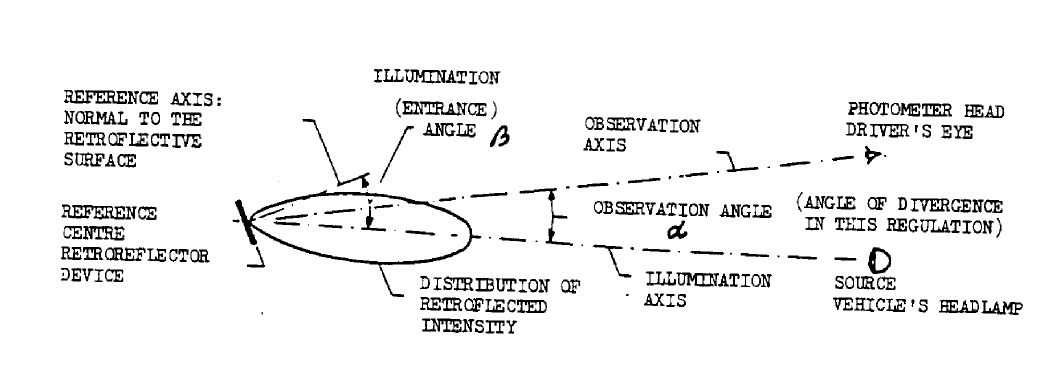 ILLUMINATION
(ENTRANCE)
ANGLE β
REFERENCE AXIS:
NORMAL TO THE
RETROFLECTIVE
SURFACE
PHOTOMETER HEAD
DRIVER'S EYE
OBSERVATION
AXIS
REFERENCE
CENTRE
RETROREFLECTOR
DEVICE
OBSERVATION ANGLE
α
(ANGLE OF DIVERGENCE
IN THIS REGULATION)
DISTRIBUTION OF
RETROFLECTED
INTENSITY
ILLUMINATION
AXIS
SOURCE
VEHICLE'S HEADLAMP